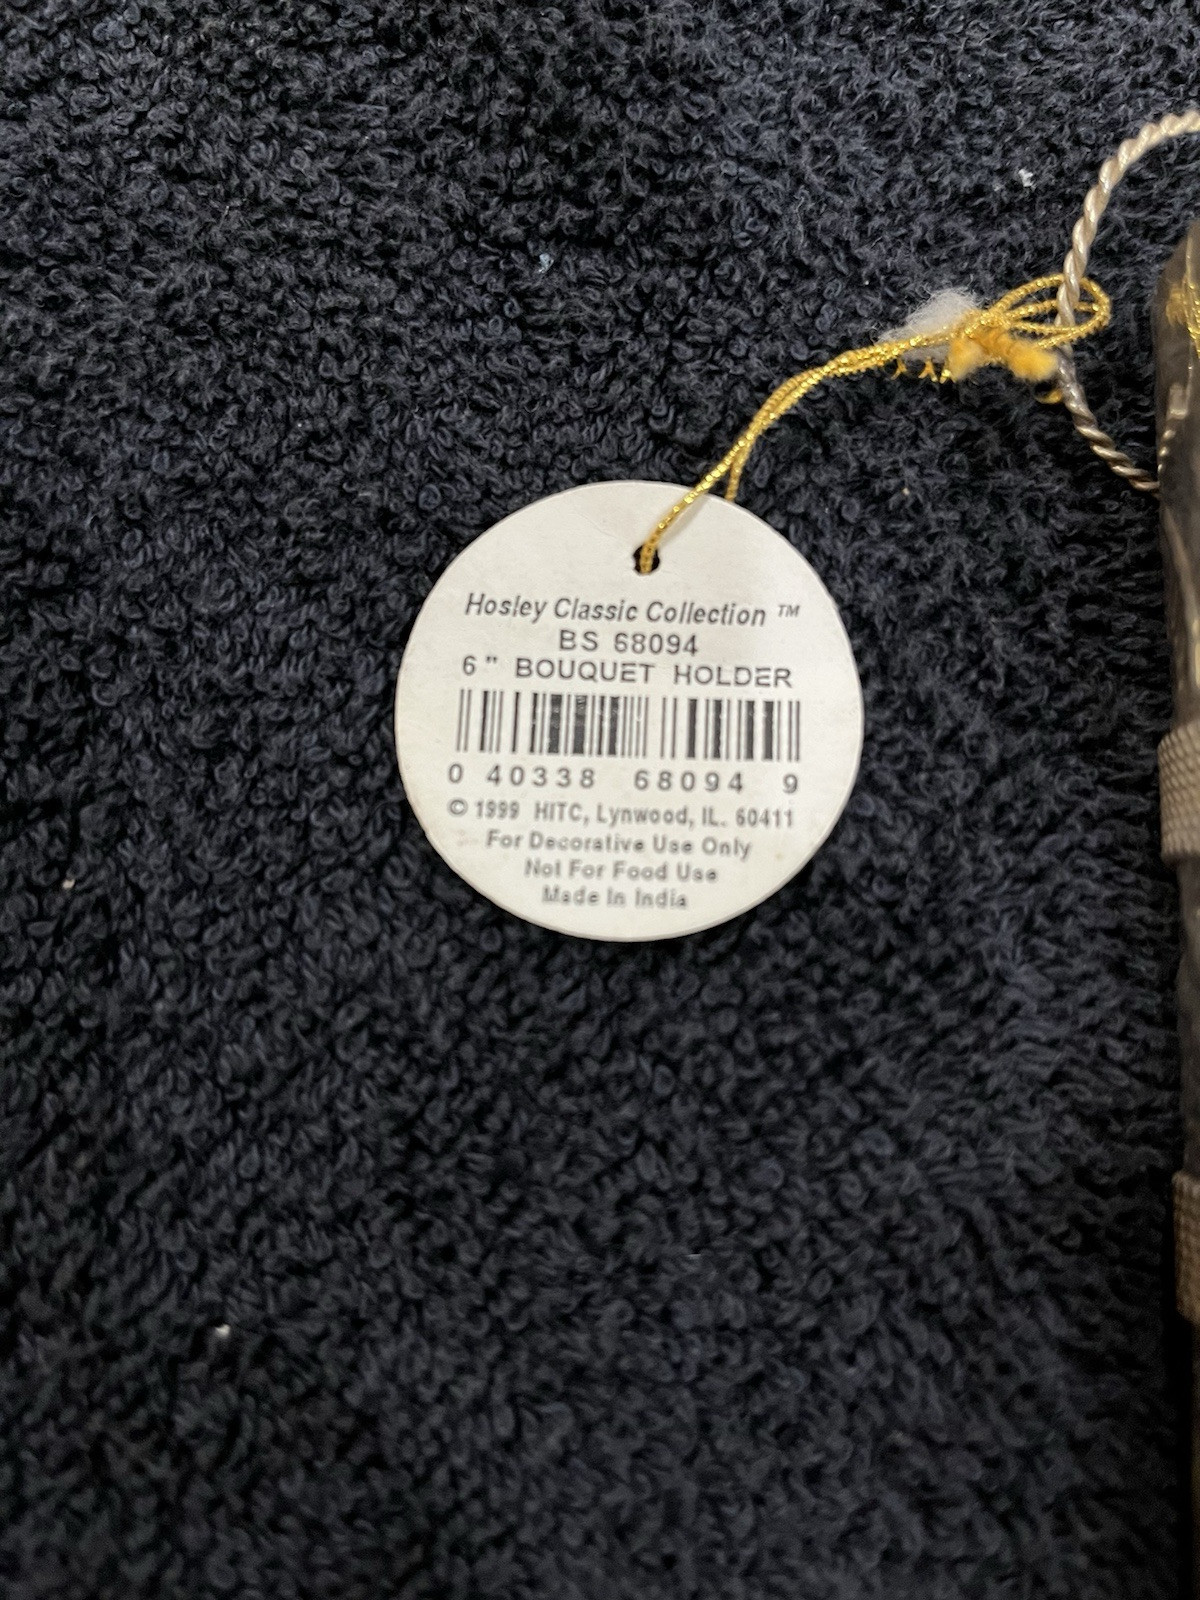 Hosley Classic Collection ™
BS 68094
6" BOUQUET HOLDER
0 40338 68094 9
© 1999 HITC, Lynwood, IL. 60411
For Decorative Use Only
Not For Food Use
Made In India